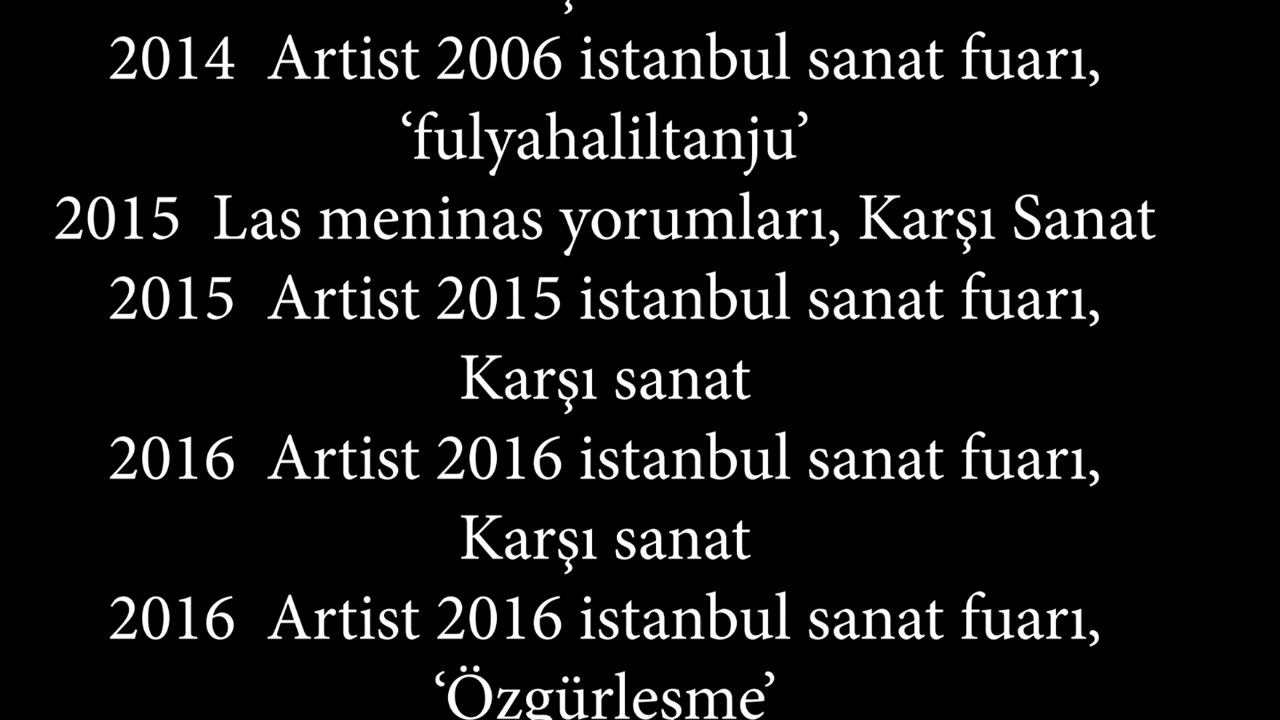 2014 Artist 2006 istanbul sanat fuarı,
‘fulyahaliltanju’
2015 Las meninas yorumları, Karşı Sanat
2015 Artist 2015 istanbul sanat fuarı,
Karşı sanat
2016 Artist 2016 istanbul sanat fuarı,
Karşı sanat
2016 Artist 2016 istanbul sanat fuarı,
‘Özgürleşme’